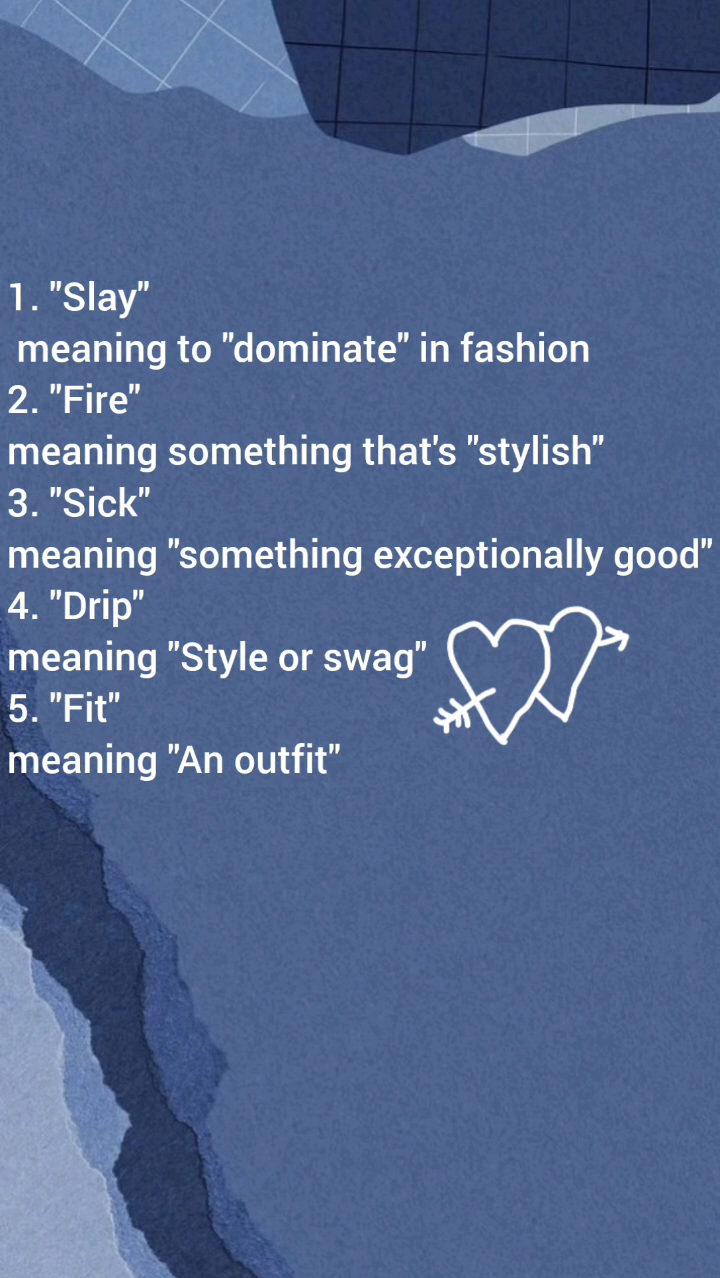 1. "Slay"
meaning to "dominate" in fashion
2. "Fire"
meaning something that's "stylish"
3. "Sick"
meaning "something exceptionally good"
4. "Drip"
meaning "Style or swag"
5. "Fit"
meaning "An outfit"